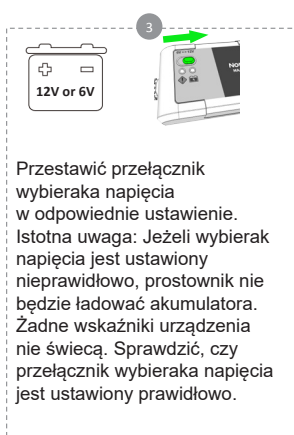 3
12V or 6V
Przestawić przełącznik
wybieraka napięcia
w odpowiednie ustawienie.
Istotna uwaga: Jeżeli wybierak
napięcia jest ustawiony
nieprawidłowo, prostownik nie
będzie ładować akumulatora.
Żadne wskaźniki urządzenia
nie świecą. Sprawdzić, czy
przełącznik wybieraka napięcia
jest ustawiony prawidłowo.